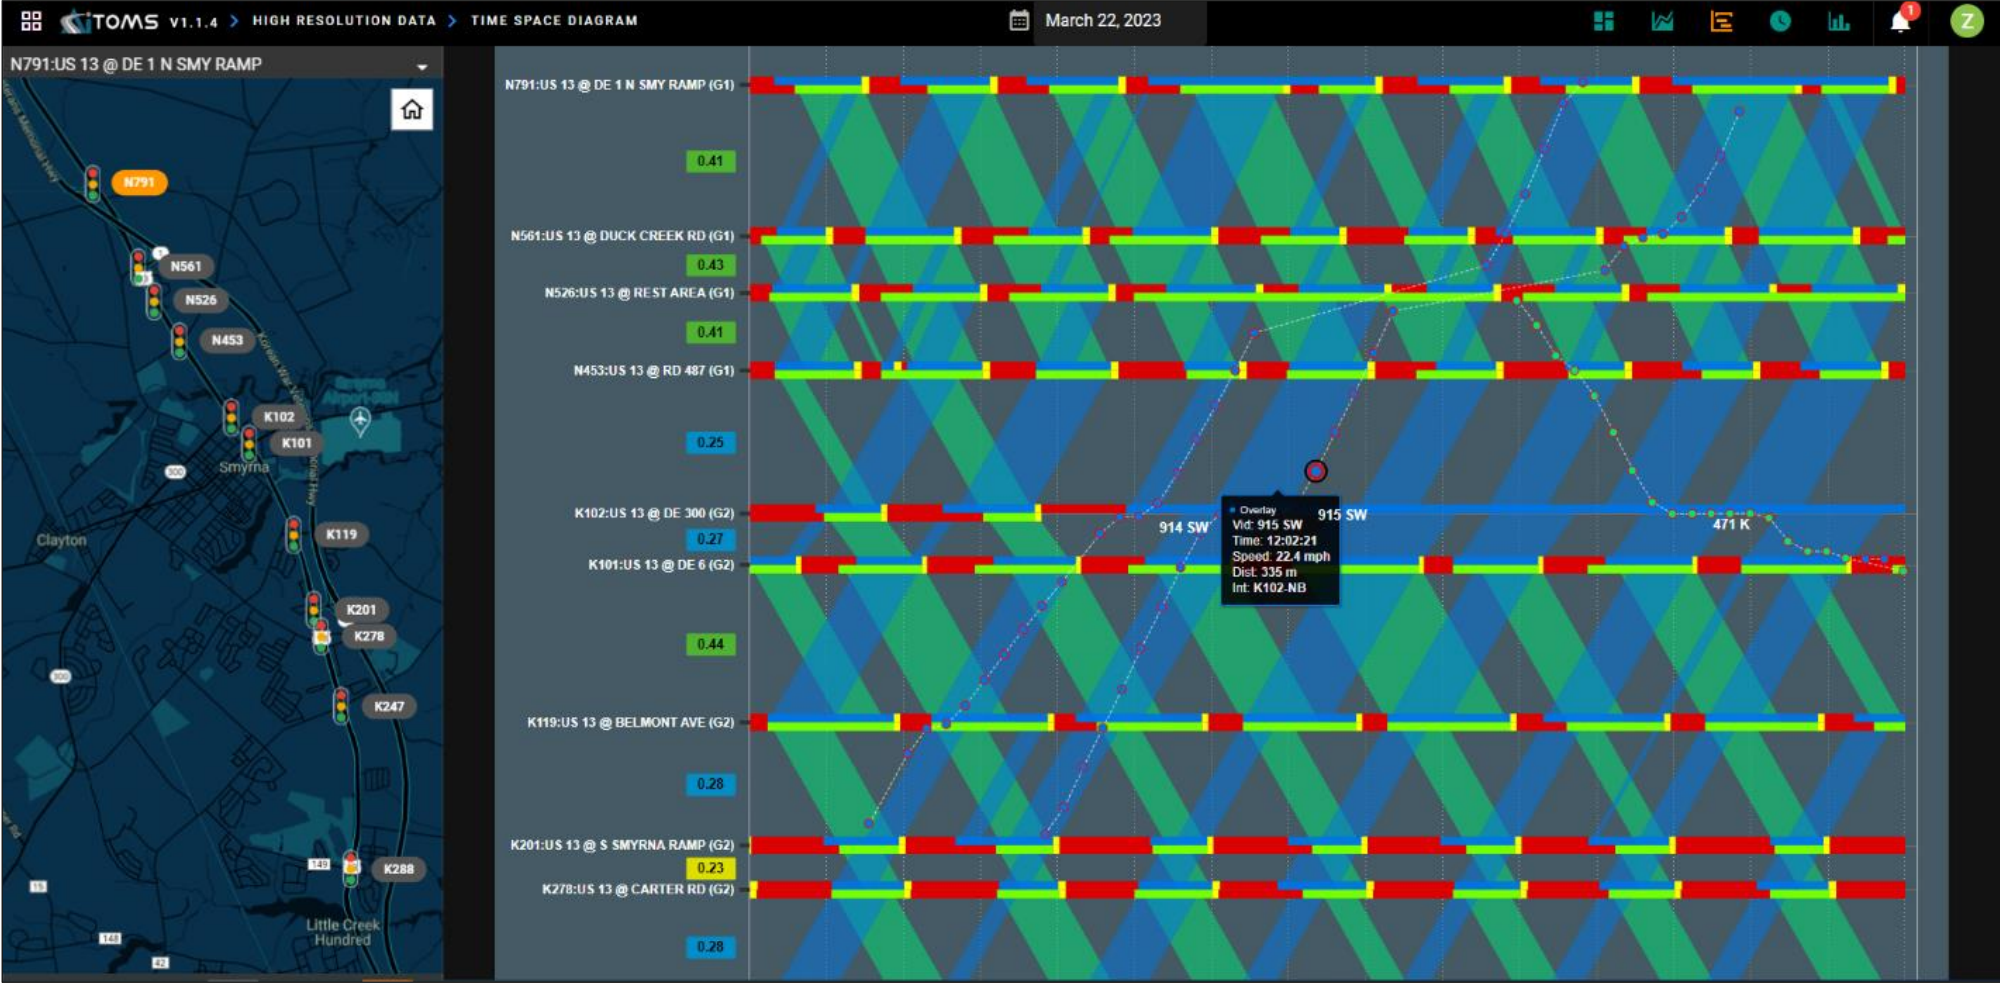 iTOMS V1.1.4 > HIGH RESOLUTION DATA > TIME SPACE DIAGRAM
March 22, 2023
1
Z
N791:US 13 @ DE 1 N SMY RAMP
N791
N561
N526
N453
K102
K101
300
Smyrna
Clayton
K119
K201
K278
300
K247
149
K288
15
Little Creek
Hundred
148
42
N791:US 13 @ DE 1 N SMY RAMP (G1)
0.41
N561:US 13 @ DUCK CREEK RD (G1)
0.43
N526:US 13 @ REST AREA (G1)
0.41
N453:US 13 @ RD 487 (G1)
0.25
K102:US 13 @ DE 300 (G2)
0.27
K101:US 13 @ DE 6 (G2)
0.44
K119:US 13 @ BELMONT AVE (G2)
0.28
K201:US 13 @ S SMYRNA RAMP (G2)
0.23
K278:US 13 @ CARTER RD (G2)
0.28
914 SW
915 SW
471 K
Overlay
Vid: 915 SW
Time: 12:02:21
Speed: 22.4 mph
Dist: 335 m
Int: K102-NB